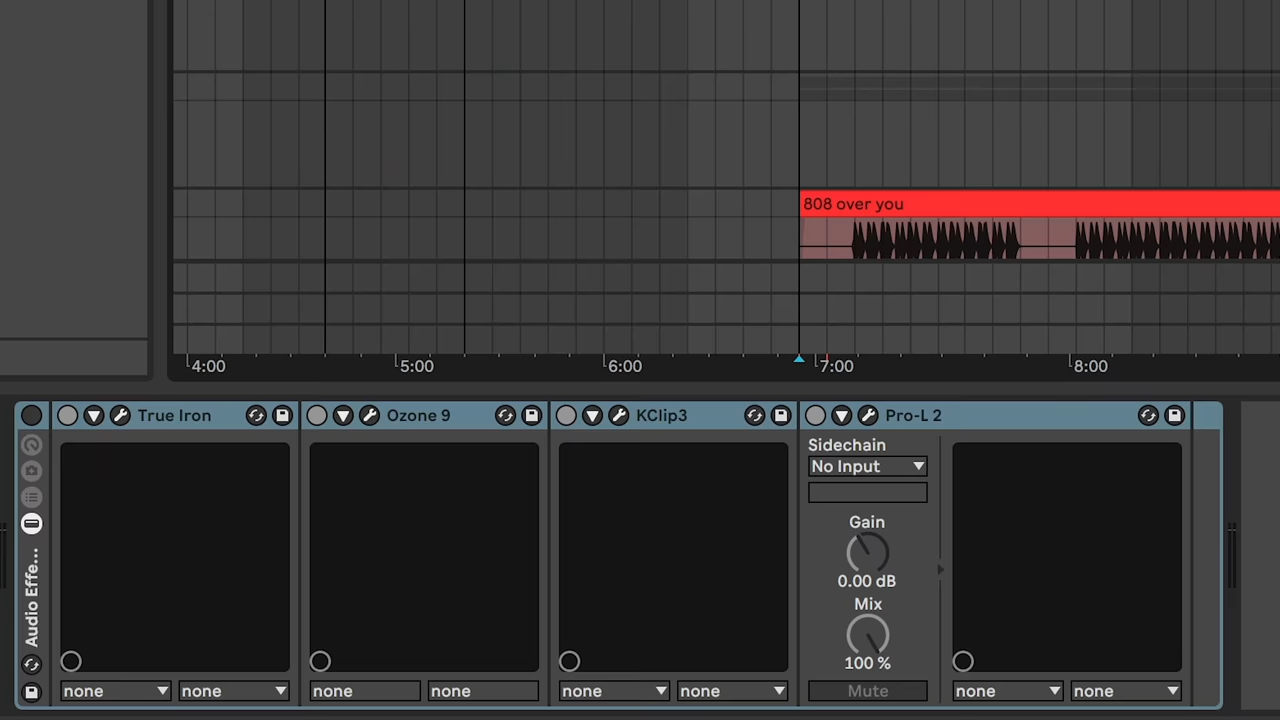 808 over you
4:00 5:00 6:00 7:00 8:00
True Iron Ozone 9 KClip3 Pro-L 2
Sidechain
No Input
Gain
0.00 dB
Mix
100 %
Audio Effe...
none none none none none none Mute none none